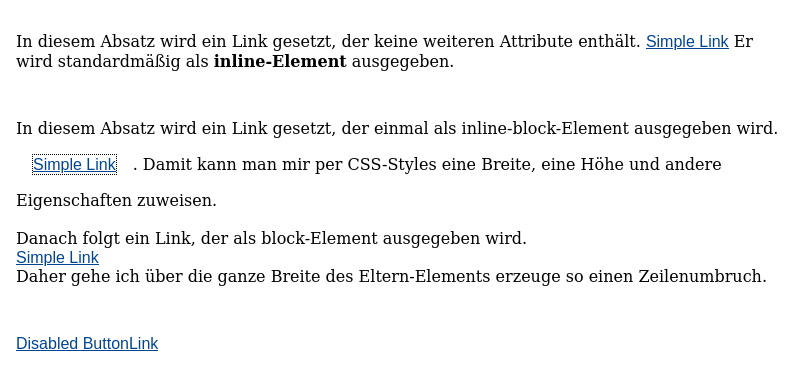 In diesem Absatz wird ein Link gesetzt, der keine weiteren Attribute enthält. Simple Link Er
wird standardmäßig als inline-Element ausgegeben.
In diesem Absatz wird ein Link gesetzt, der einmal als inline-block-Element ausgegeben wird.
Simple Link . Damit kann man mir per CSS-Styles eine Breite, eine Höhe und andere
Eigenschaften zuweisen.
Danach folgt ein Link, der als block-Element ausgegeben wird.
Simple Link
Daher gehe ich über die ganze Breite des Eltern-Elements erzeuge so einen Zeilenumbruch.
Disabled ButtonLink